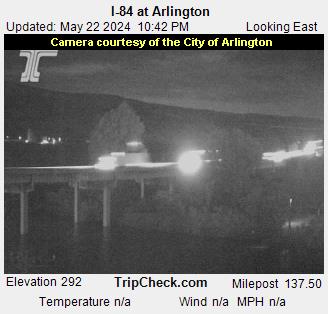 I-84 at Arlington
Updated: May 22 2024 10:42 PM Looking East
Camera courtesy of the City of Arlington
Elevation 292 TripCheck.com Milepost 137.50
Temperature n/a Wind n/a MPH n/a